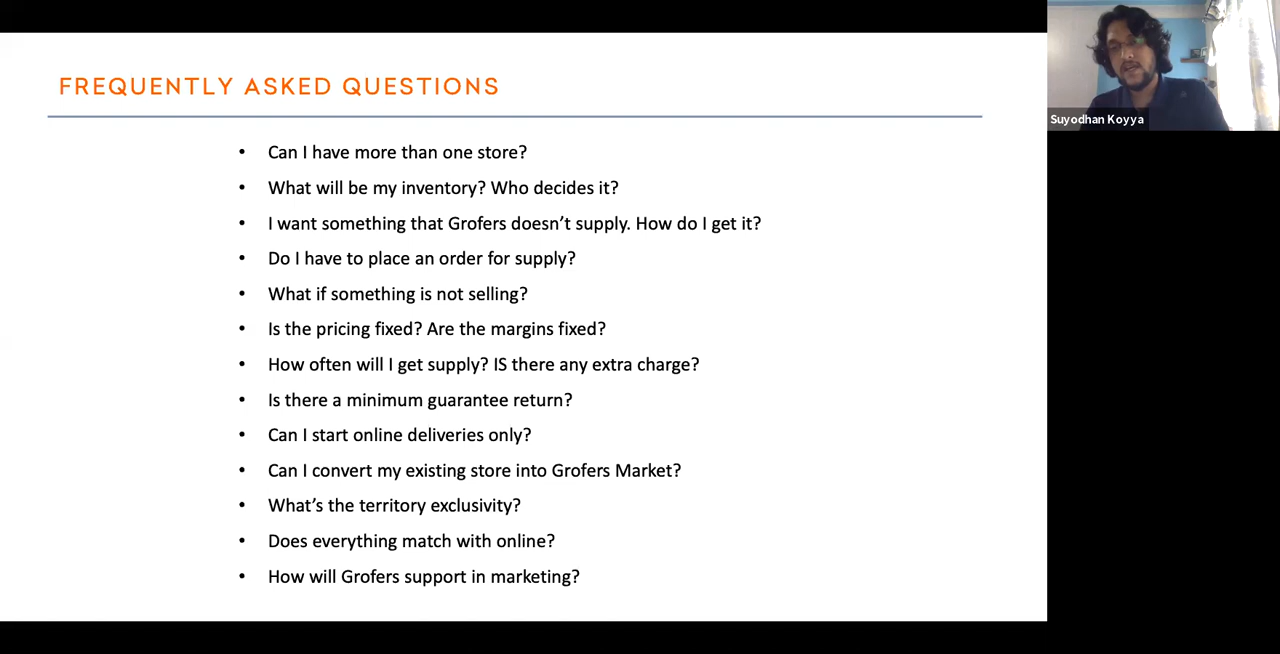 FREQUENTLY ASKED QUESTIONS
Suyodhan Koyya
• Can I have more than one store?
• What will be my inventory? Who decides it?
• I want something that Grofers doesn’t supply. How do I get it?
• Do I have to place an order for supply?
• What if something is not selling?
• Is the pricing fixed? Are the margins fixed?
• How often will I get supply? IS there any extra charge?
• Is there a minimum guarantee return?
• Can I start online deliveries only?
• Can I convert my existing store into Grofers Market?
• What’s the territory exclusivity?
• Does everything match with online?
• How will Grofers support in marketing?